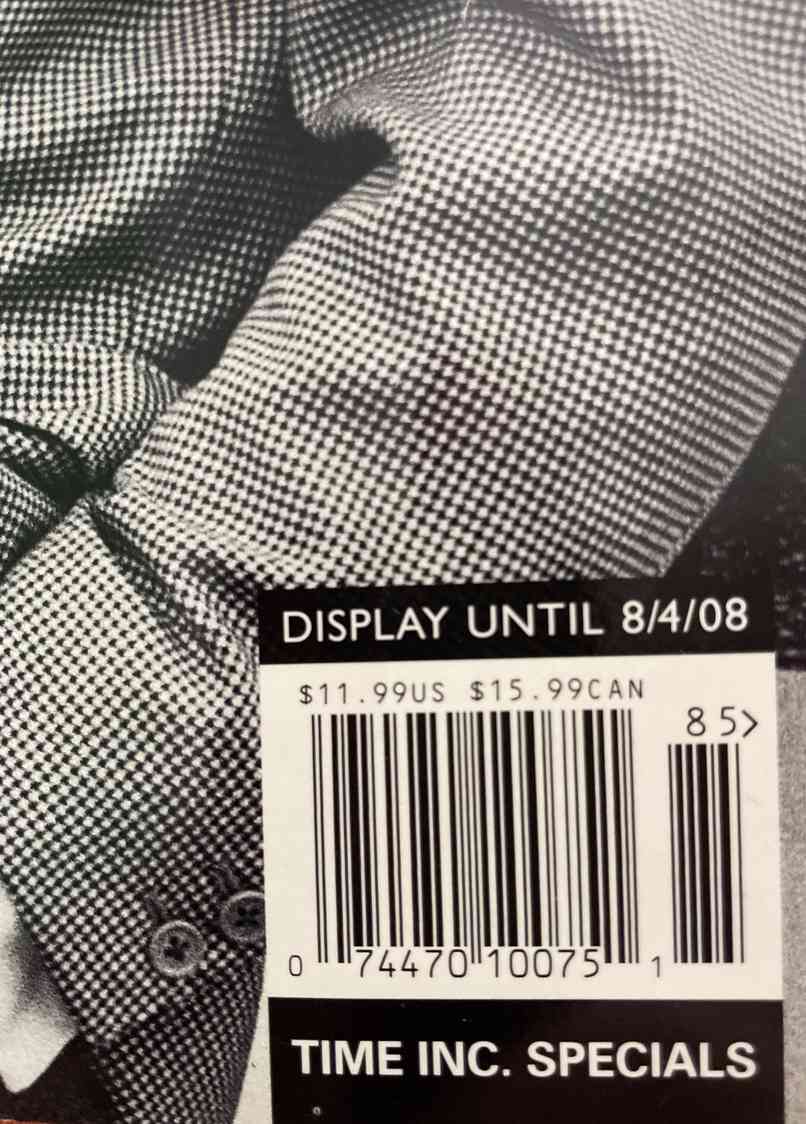 DISPLAY UNTIL 8/4/08
$11.99US $15.99CAN
85>
0 74470 10075 1
TIME INC. SPECIALS